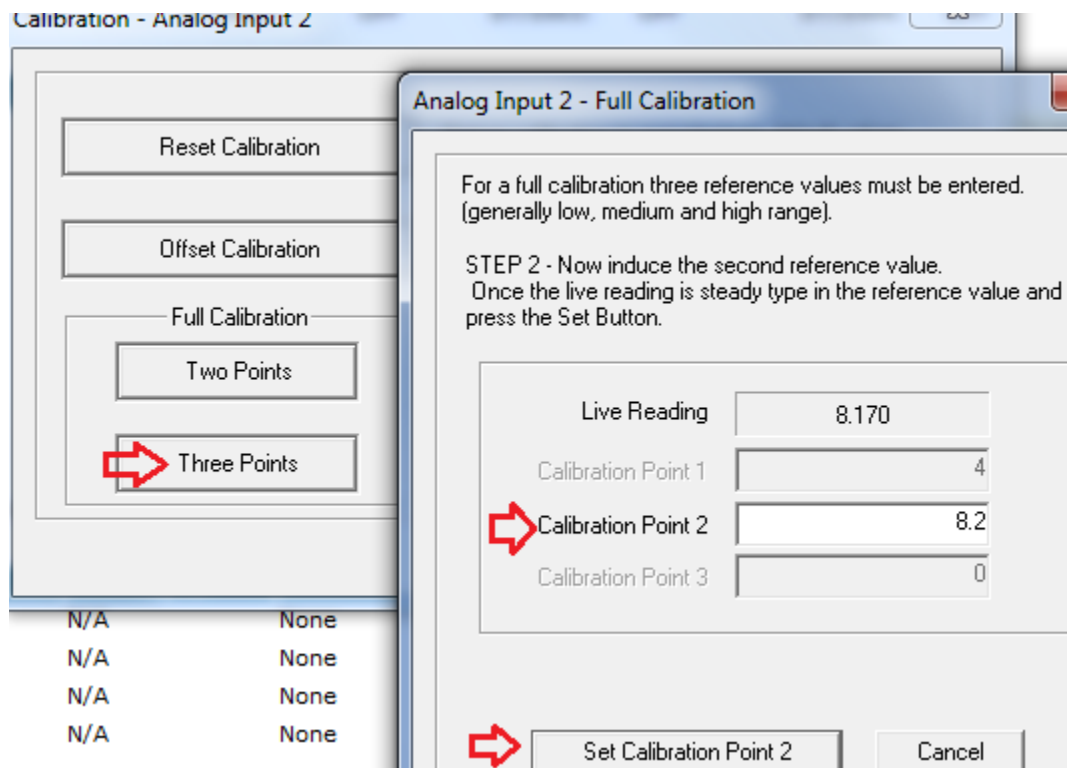 Calibration - Analog Input 2
Reset Calibration
Offset Calibration
Full Calibration
Two Points
Three Points
Analog Input 2 - Full Calibration
For a full calibration three reference values must be entered.
(generally low, medium and high range).
STEP 2 - Now induce the second reference value.
Once the live reading is steady type in the reference value and
press the Set Button.
Live Reading 8.170
Calibration Point 1 4
Calibration Point 2 8.2
Calibration Point 3 0
Set Calibration Point 2 Cancel
N/A None
N/A None
N/A None
N/A None